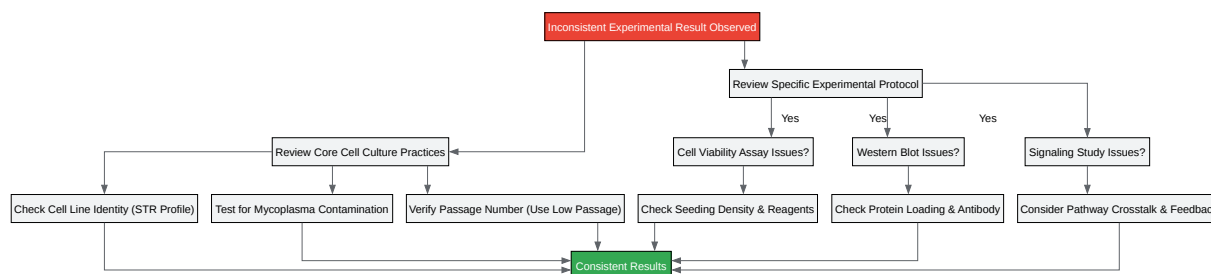 Inconsistent Experimental Result Observed
Review Specific Experimental Protocol
Yes
Yes
Yes
Review Core Cell Culture Practices
Cell Viability Assay Issues?
Western Blot Issues?
Signaling Study Issues?
Check Cell Line Identity (STR Profile)
Test for Mycoplasma Contamination
Verify Passage Number (Use Low Passage)
Check Seeding Density & Reagents
Check Protein Loading & Antibody
Consider Pathway Crosstalk & Feedbac
Consistent Results